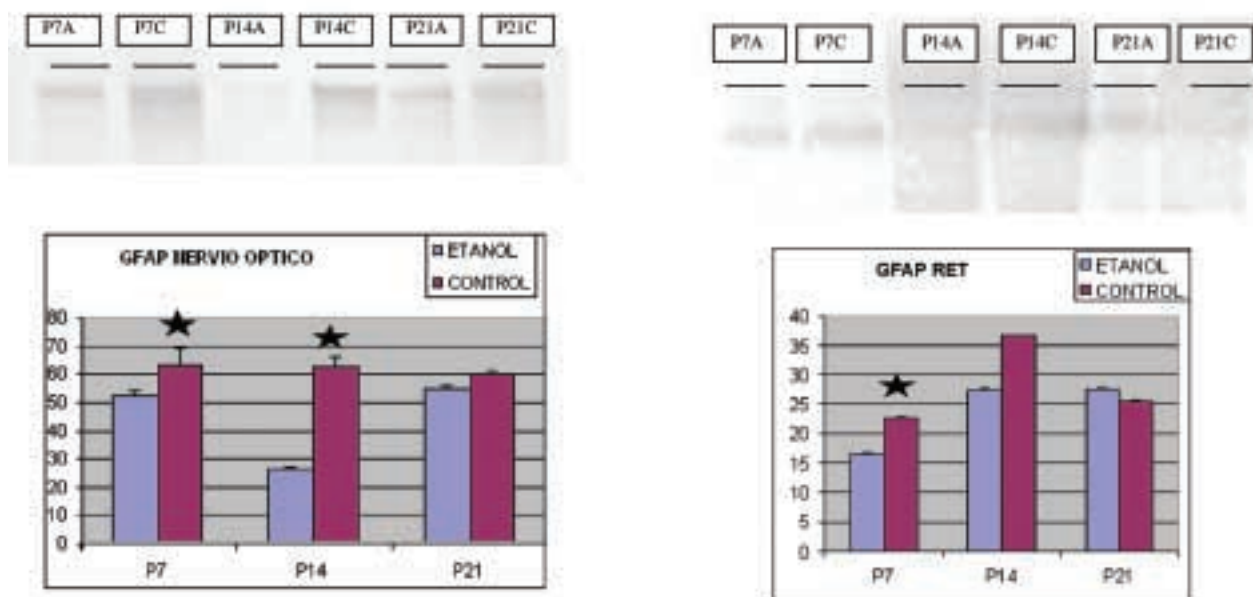 P7A P7C P14A P14C P21A P21C
P7A P7C P14A P14C P21A P21C
GFAP NERVIO OPTICO
ETANOL
CONTROL
80
70
60
50
40
30
20
10
0
P7 P14 P21
GFAP RET
ETANOL
CONTROL
40
35
30
25
20
15
10
5
0
P7 P14 P21